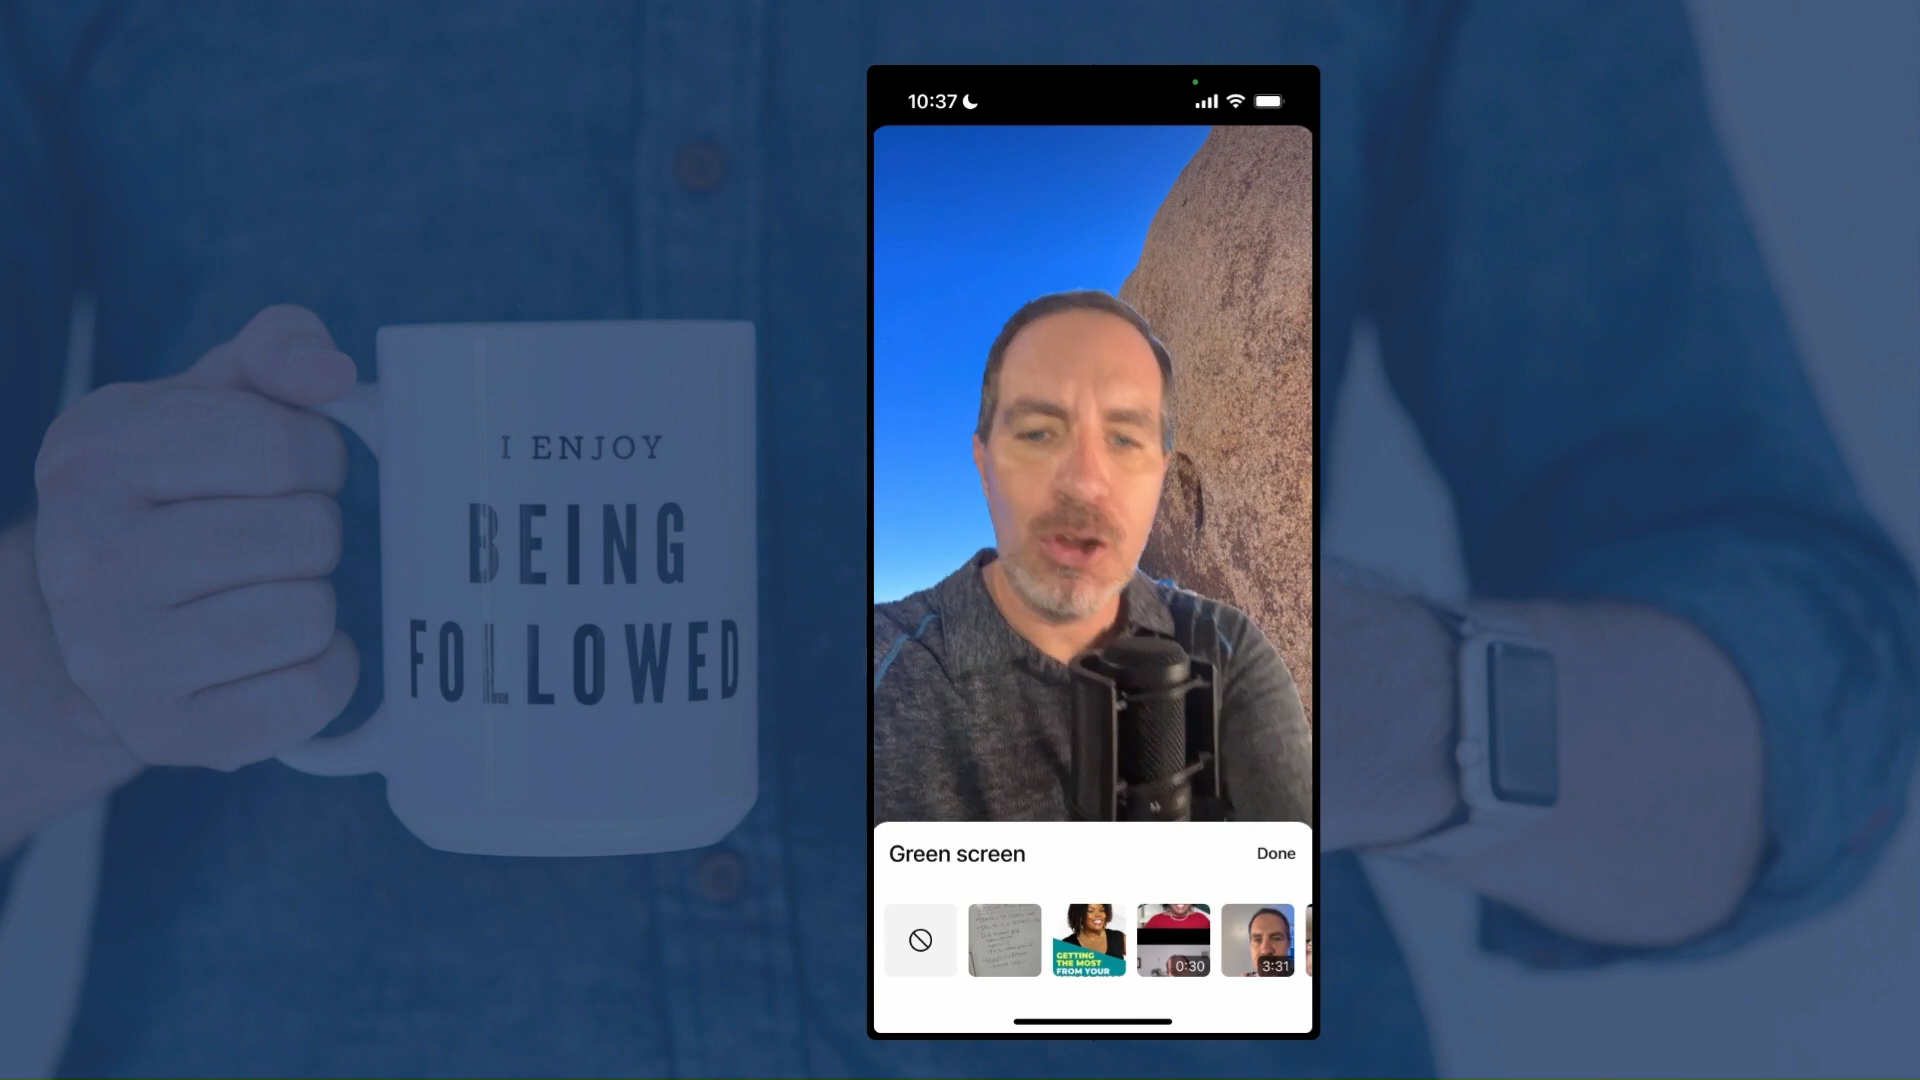 I ENJOY
BEING
FOLLOWED
10:37
Green screen
Done
GETTING
THE MOST
FROM YOUR
0:30
3:31